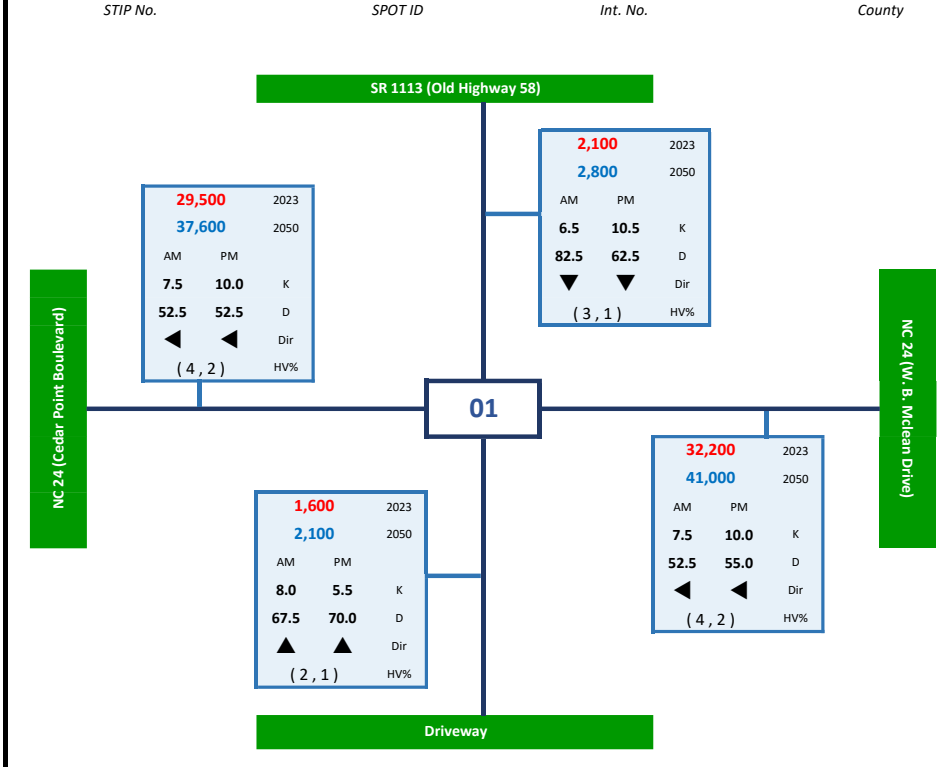 STIP No. SPOT ID Int. No. County
SR 1113 (Old Highway 58)
2,100 2023
2,800 2050
AM PM
6.5 10.5 K
82.5 62.5 D
▼ ▼ Dir
( 3 , 1 ) HV%
29,500 2023
37,600 2050
AM PM
7.5 10.0 K
52.5 52.5 D
◀ ◀ Dir
( 4 , 2 ) HV%
NC 24 (Cedar Point Boulevard)
01
NC 24 (W. B. Mclean Drive)
32,200 2023
41,000 2050
AM PM
7.5 10.0 K
52.5 55.0 D
◀ ◀ Dir
( 4 , 2 ) HV%
1,600 2023
2,100 2050
AM PM
8.0 5.5 K
67.5 70.0 D
▲ ▲ Dir
( 2 , 1 ) HV%
Driveway